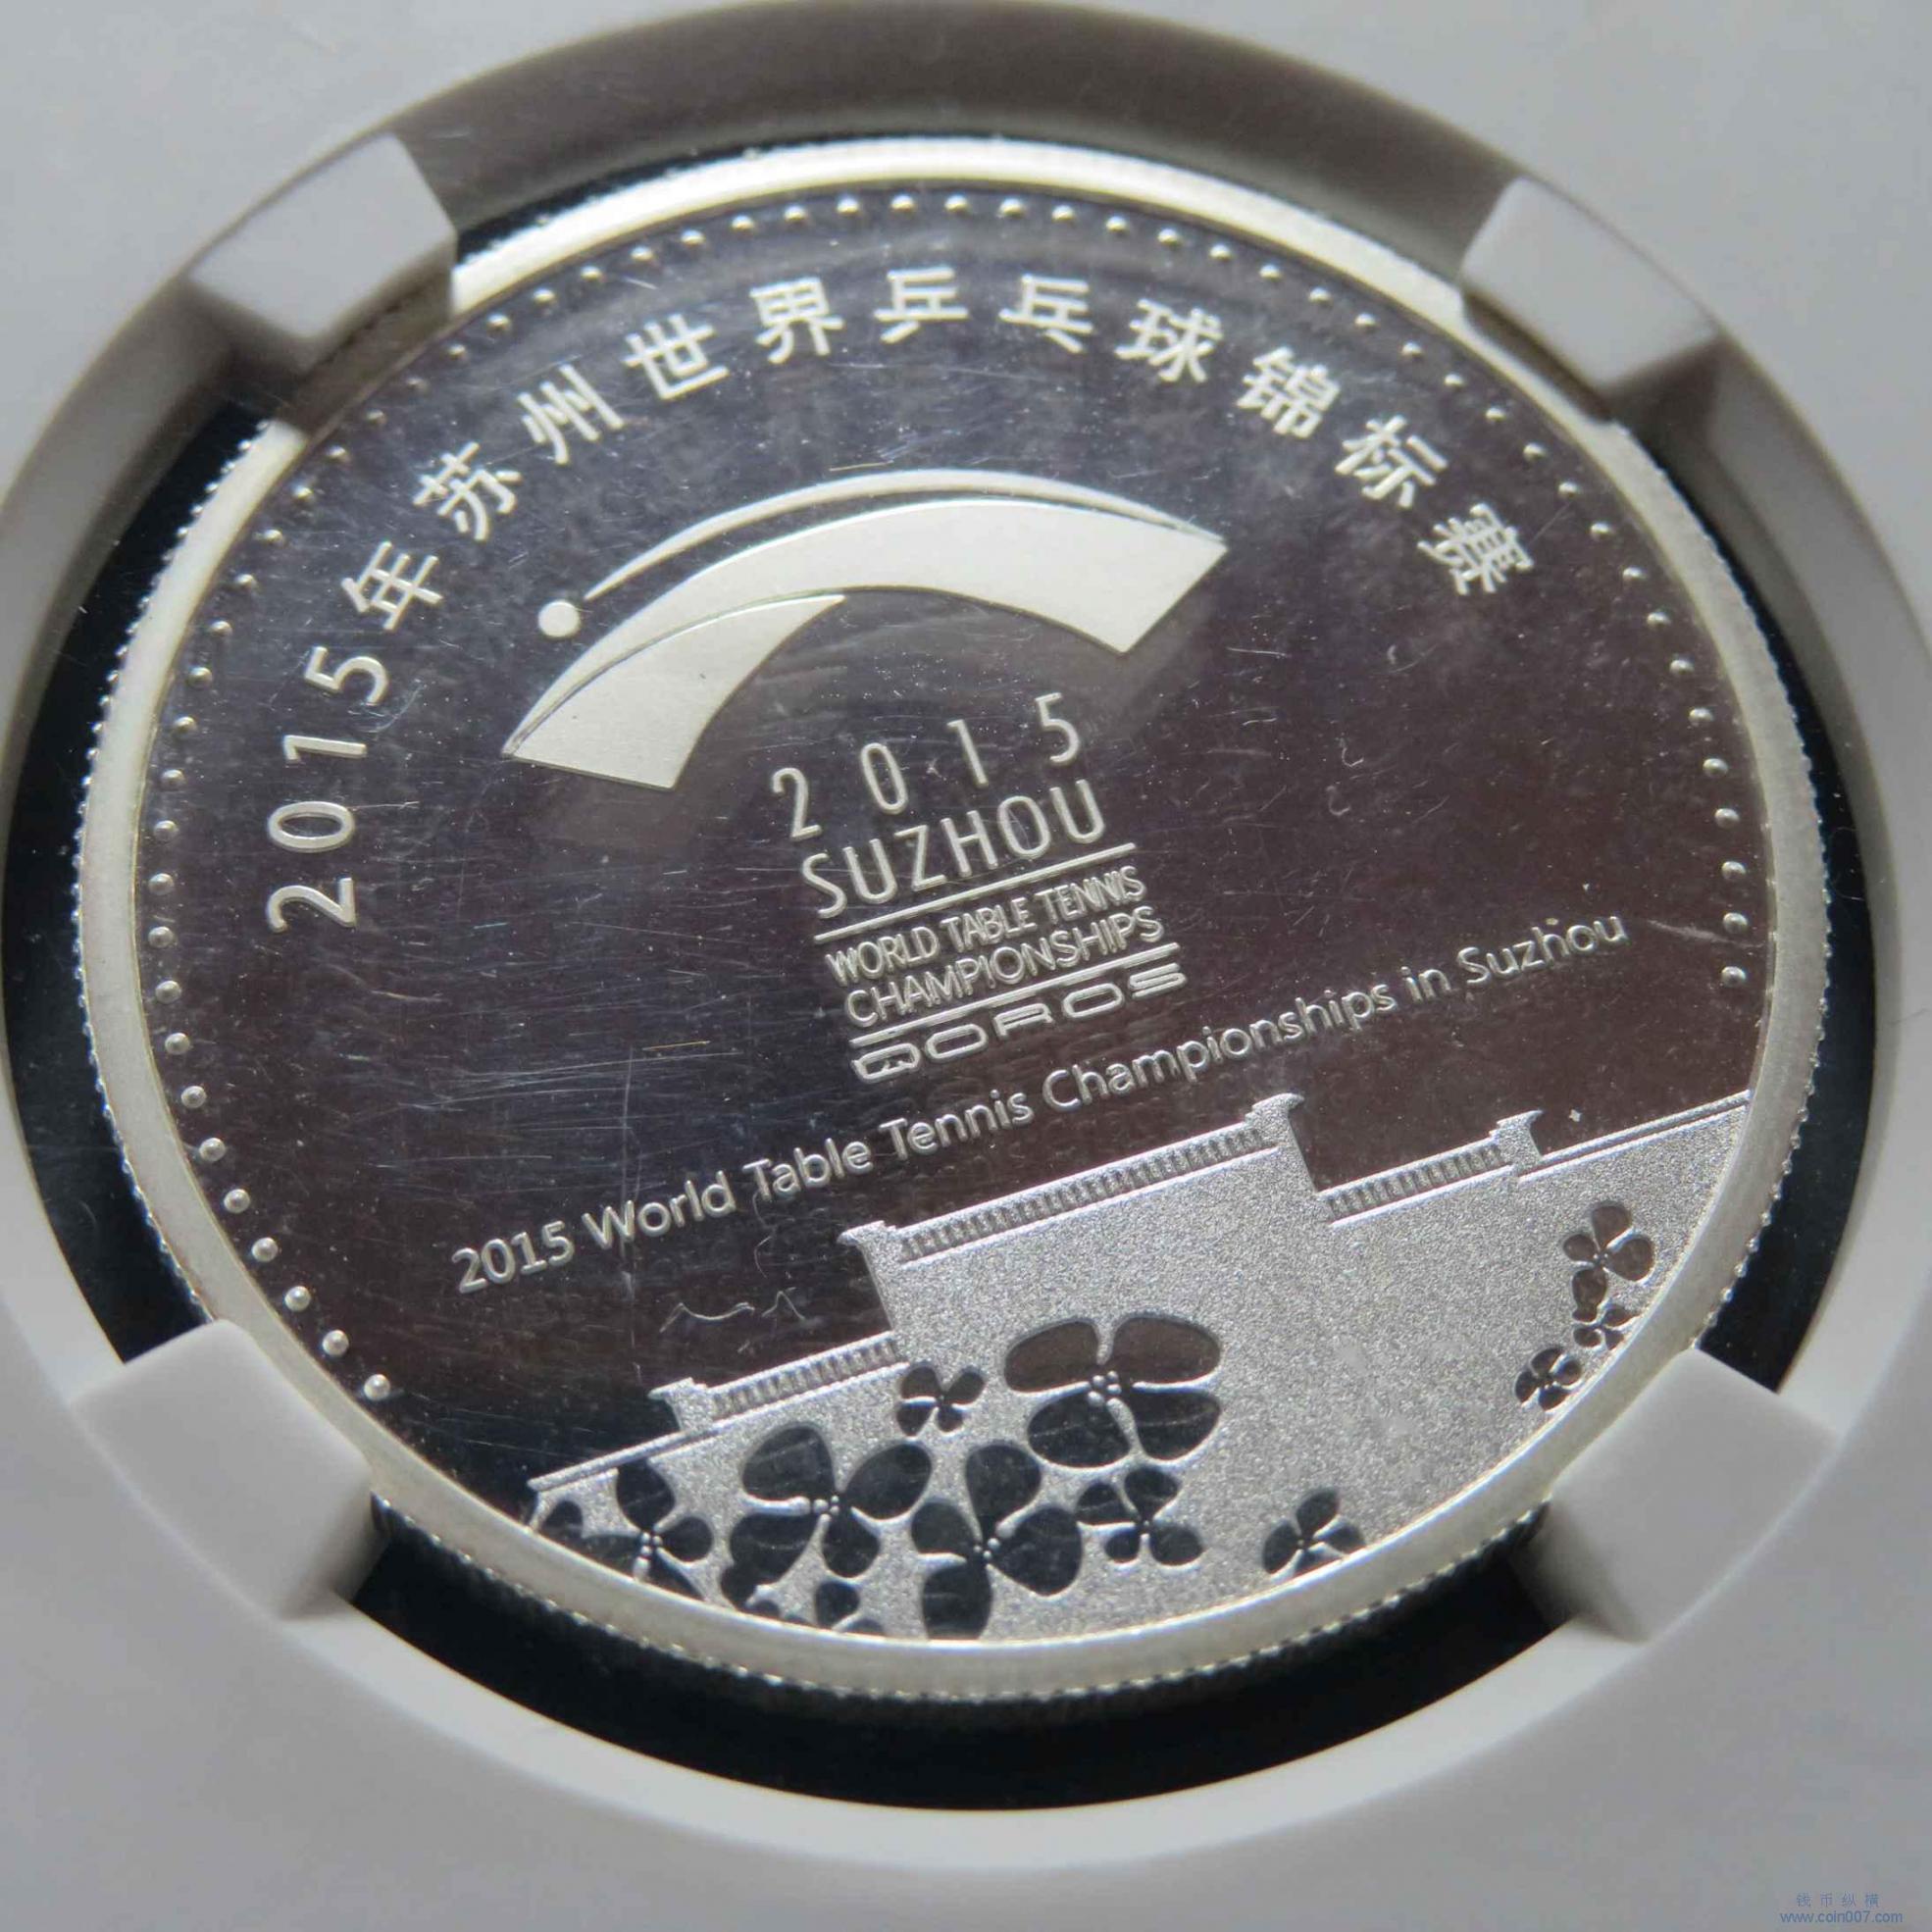 2015年苏州世界乒乓球锦标赛
2015
SUZHOU
WORLD TABLE TENNIS
CHAMPIONSHIPS
QOROS
2015 World Table Tennis Championships in Suzhou
钱币纵横
www.coin007.com